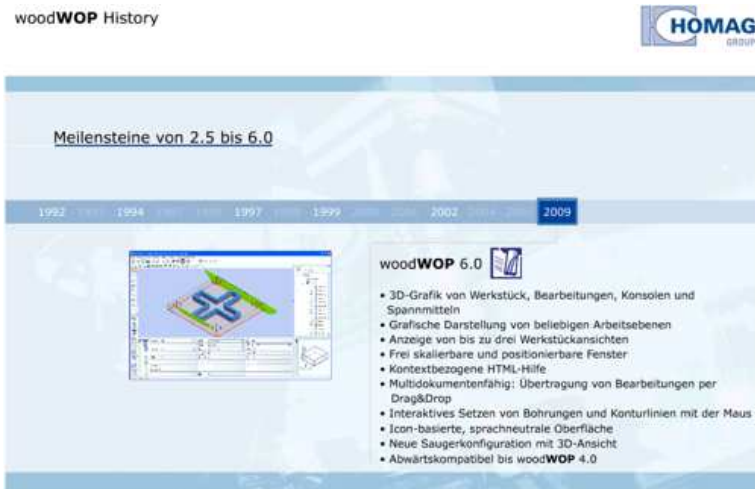 woodWOP History
HOMAG
GROUP
Meilensteine von 2.5 bis 6.0
1992 1994 1997 1999 2002 2009
woodWOP 6.0
• 3D-Grafik von Werkstück, Bearbeitungen, Konsolen und
Spannmitteln
• Grafische Darstellung von beliebigen Arbeitsebenen
• Anzeige von bis zu drei Werkstückansichten
• Frei skalierbare und positionierbare Fenster
• Kontextbezogene HTML-Hilfe
• Multidokumentenfähig: Übertragung von Bearbeitungen per
Drag&Drop
• Interaktives Setzen von Bohrungen und Konturlinien mit der Maus
• Icon-basierte, sprachneutrale Oberfläche
• Neue Saugerkonfiguration mit 3D-Ansicht
• Abwärtskompatibel bis woodWOP 4.0